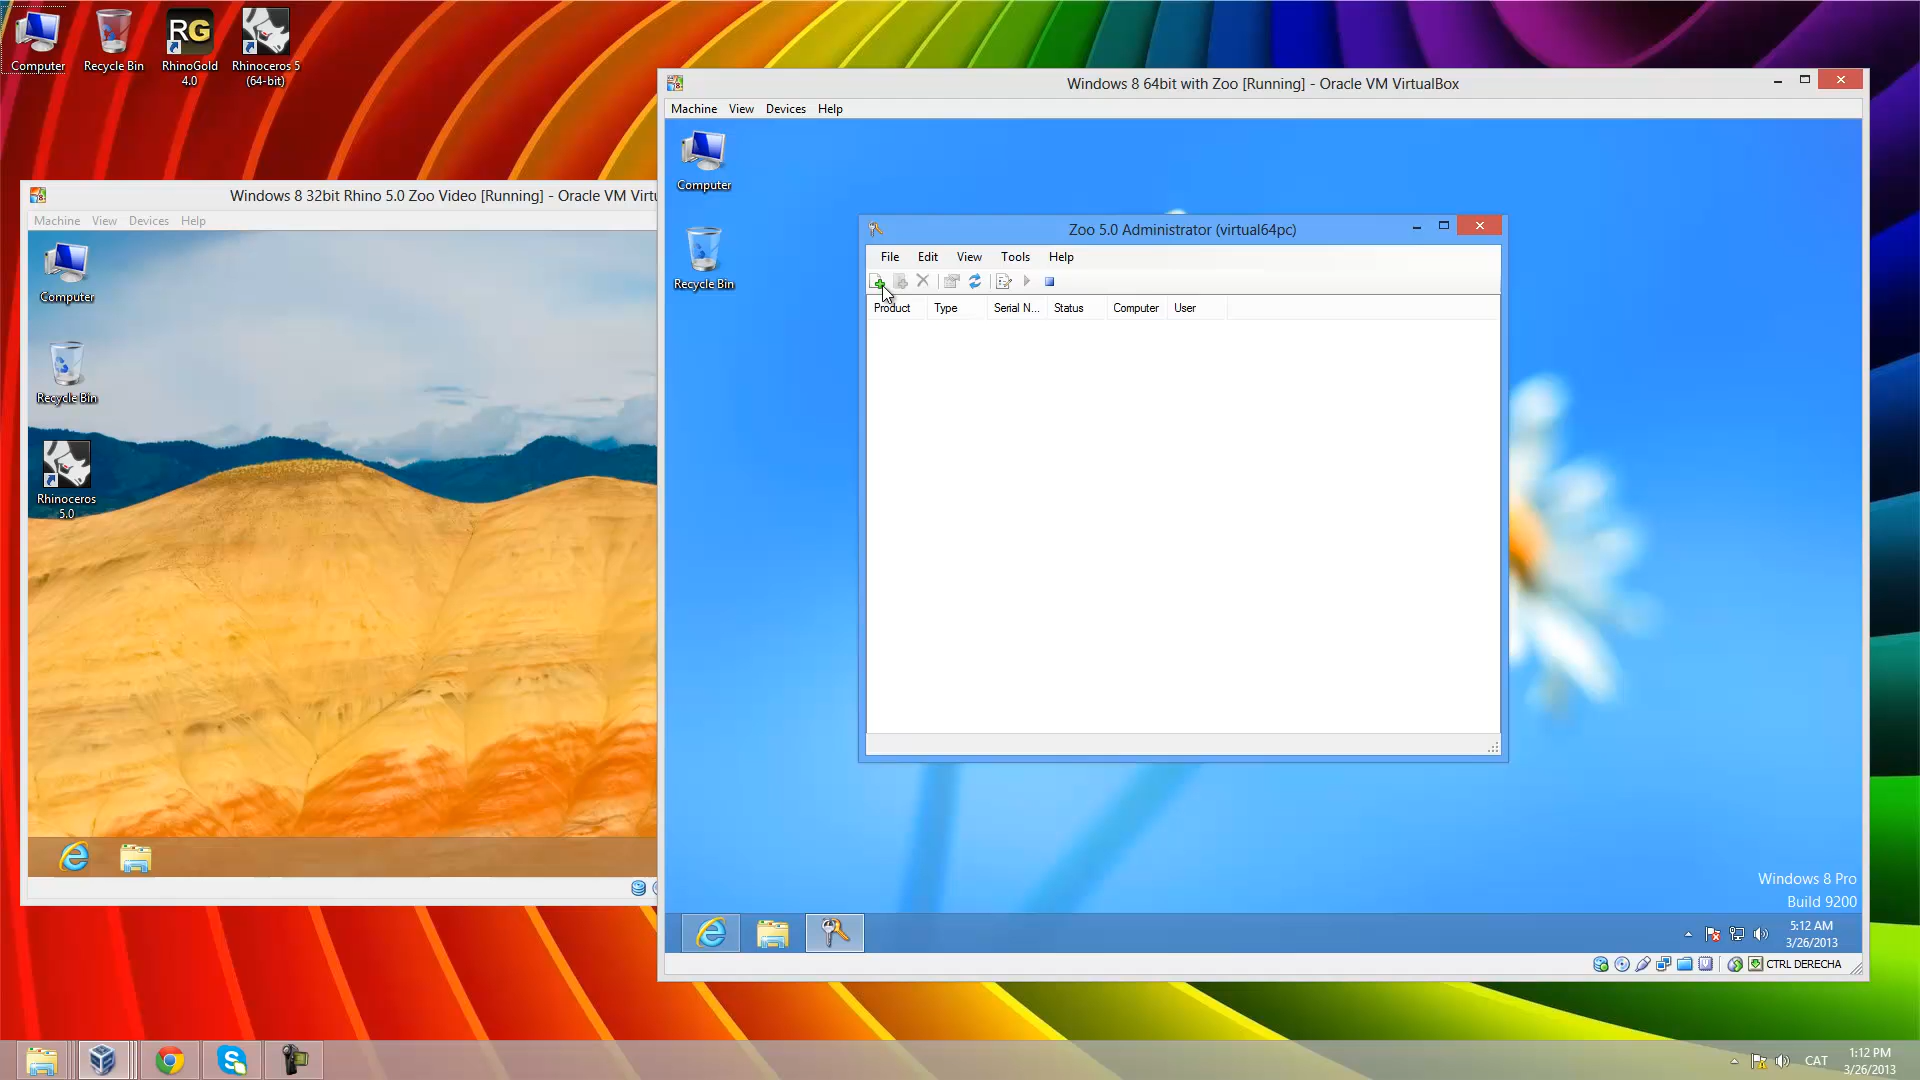 Computer
Recycle Bin
RhinoGold
4.0
Rhinoceros 5
(64-bit)
Windows 8 64bit with Zoo [Running] - Oracle VM VirtualBox
Machine View Devices Help
Computer
Recycle Bin
Windows 8 32bit Rhino 5.0 Zoo Video [Running] - Oracle VM Virtu
Machine View Devices Help
Computer
Recycle Bin
Rhinoceros
5.0
Zoo 5.0 Administrator (virtual64pc)
File Edit View Tools Help
Product Type Serial N... Status Computer User
Windows 8 Pro
Build 9200
5:12 AM
3/26/2013
CTRL DERECHA
CAT
1:12 PM
3/26/2013
RG